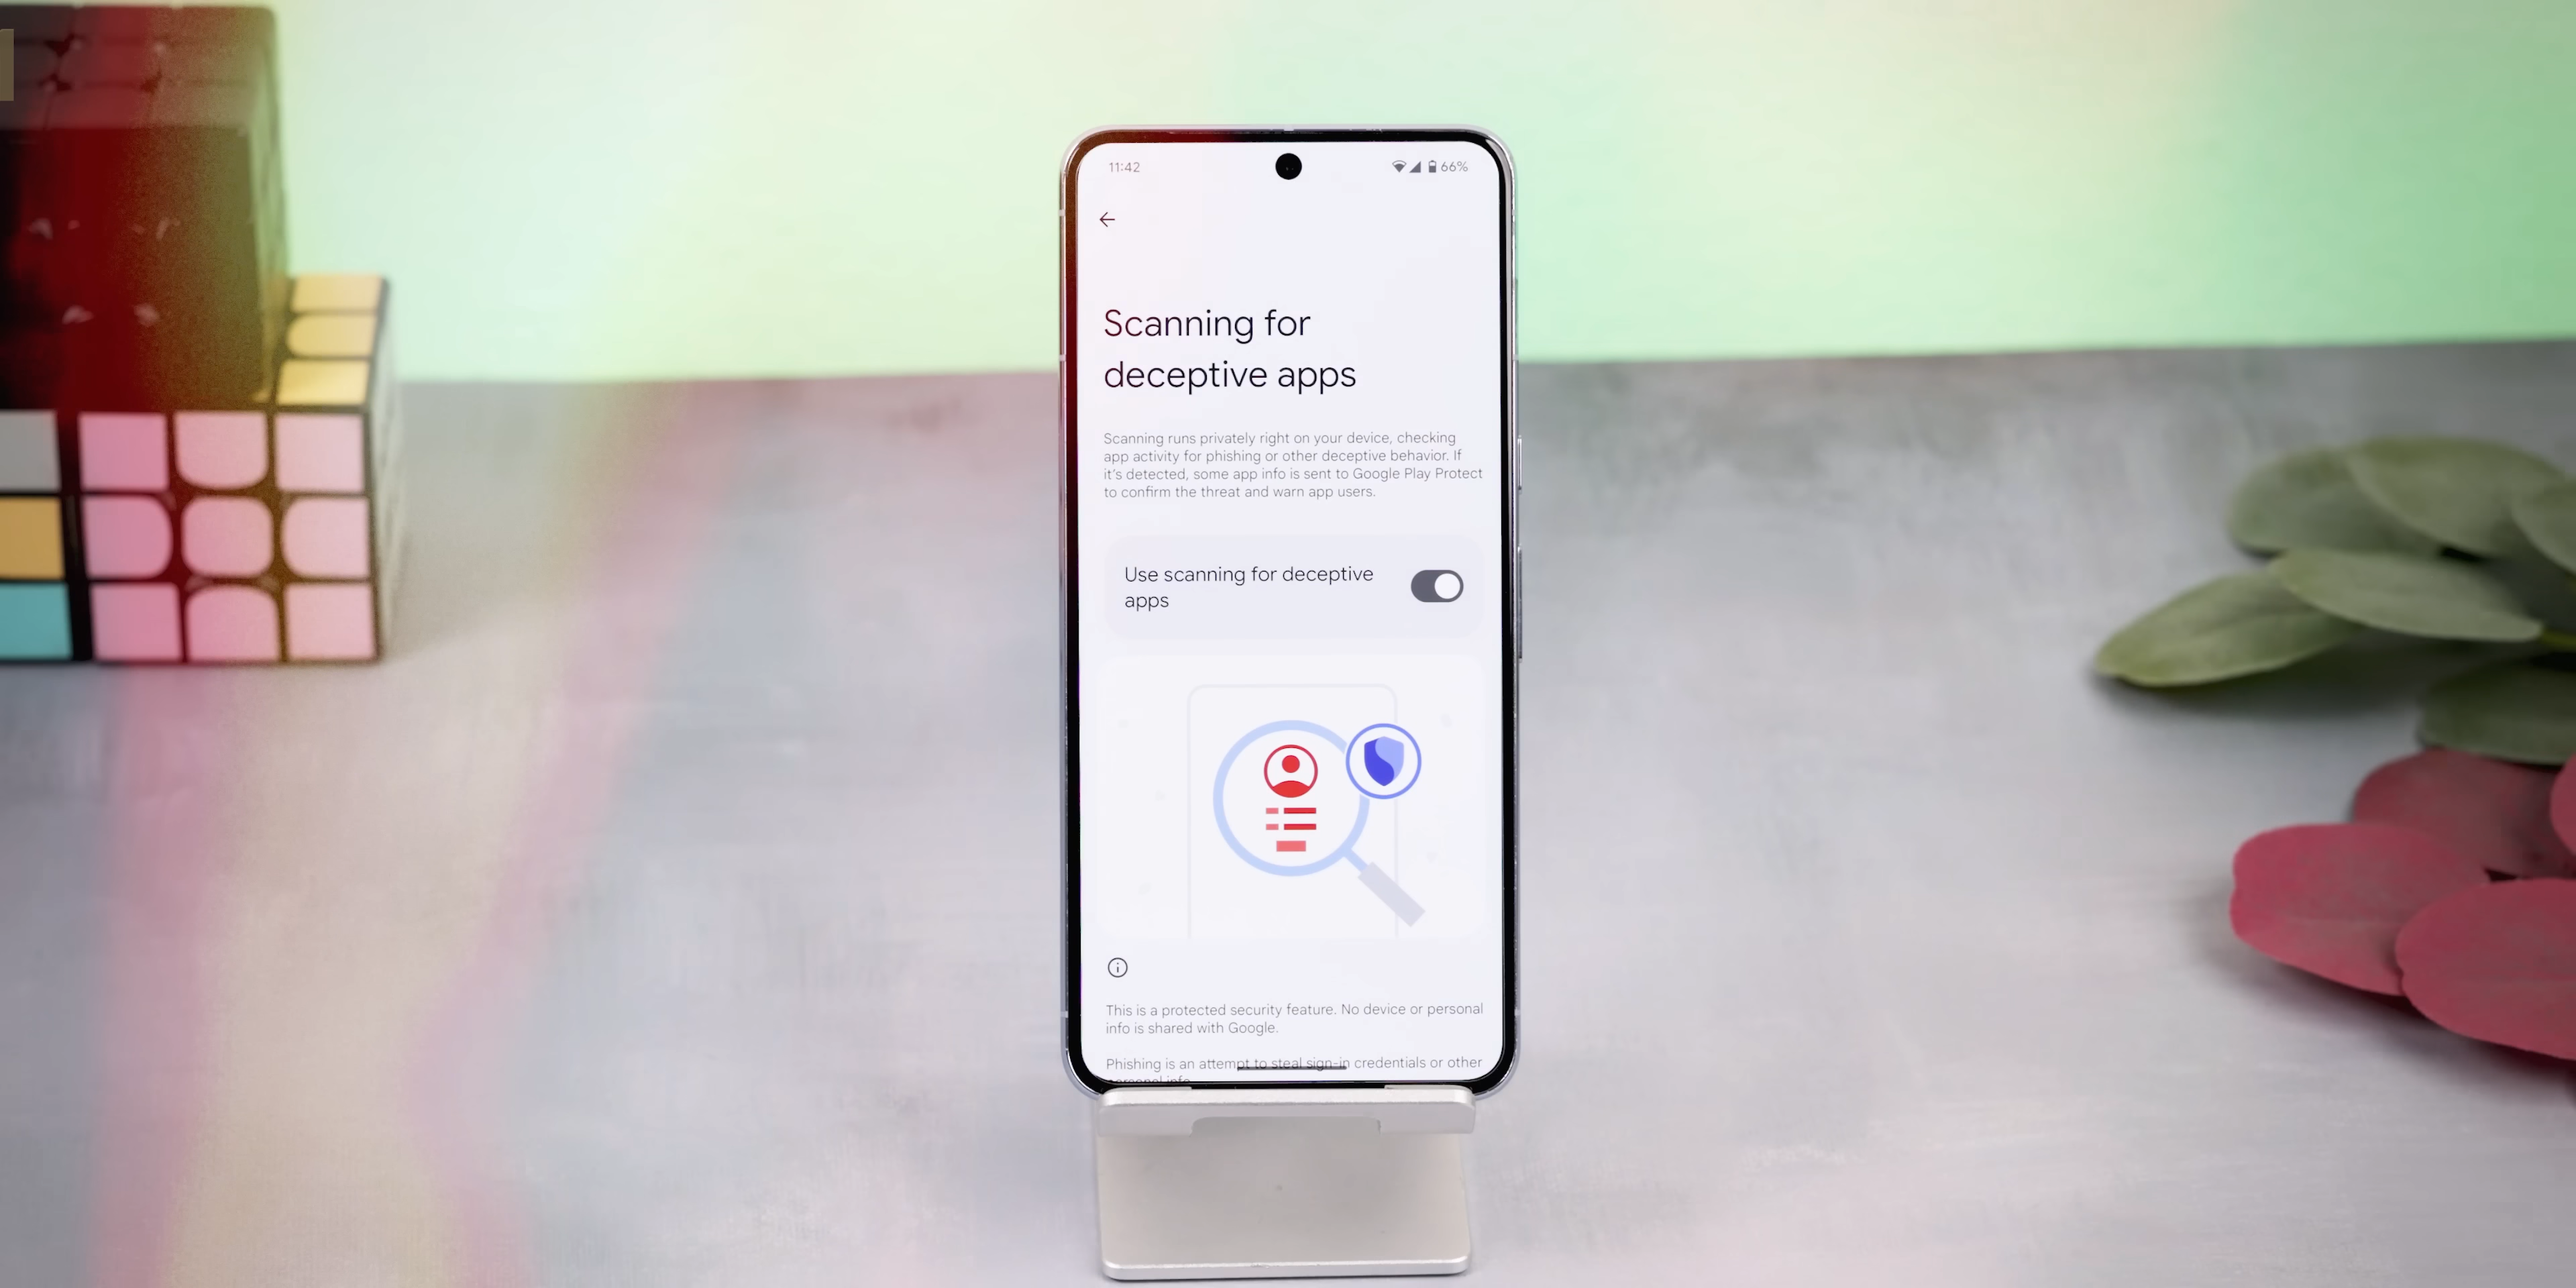 11:42
66%
Scanning for
deceptive apps
Scanning runs privately right on your device, checking
app activity for phishing or other deceptive behavior. If
it's detected, some app info is sent to Google Play Protect
to confirm the threat and warn app users.
Use scanning for deceptive
apps
This is a protected security feature. No device or personal
info is shared with Google.
Phishing is an attempt to steal sign-in credentials or other
personal info